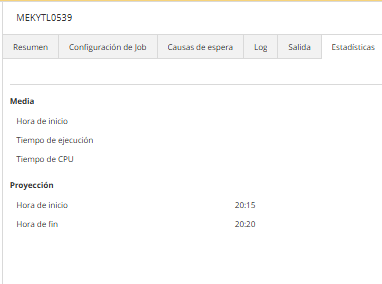 MEKYTL0539
Resumen Configuración de Job Causas de espera Log Salida Estadísticas
Media
Hora de inicio
Tiempo de ejecución
Tiempo de CPU
Proyección
Hora de inicio 20:15
Hora de fin 20:20